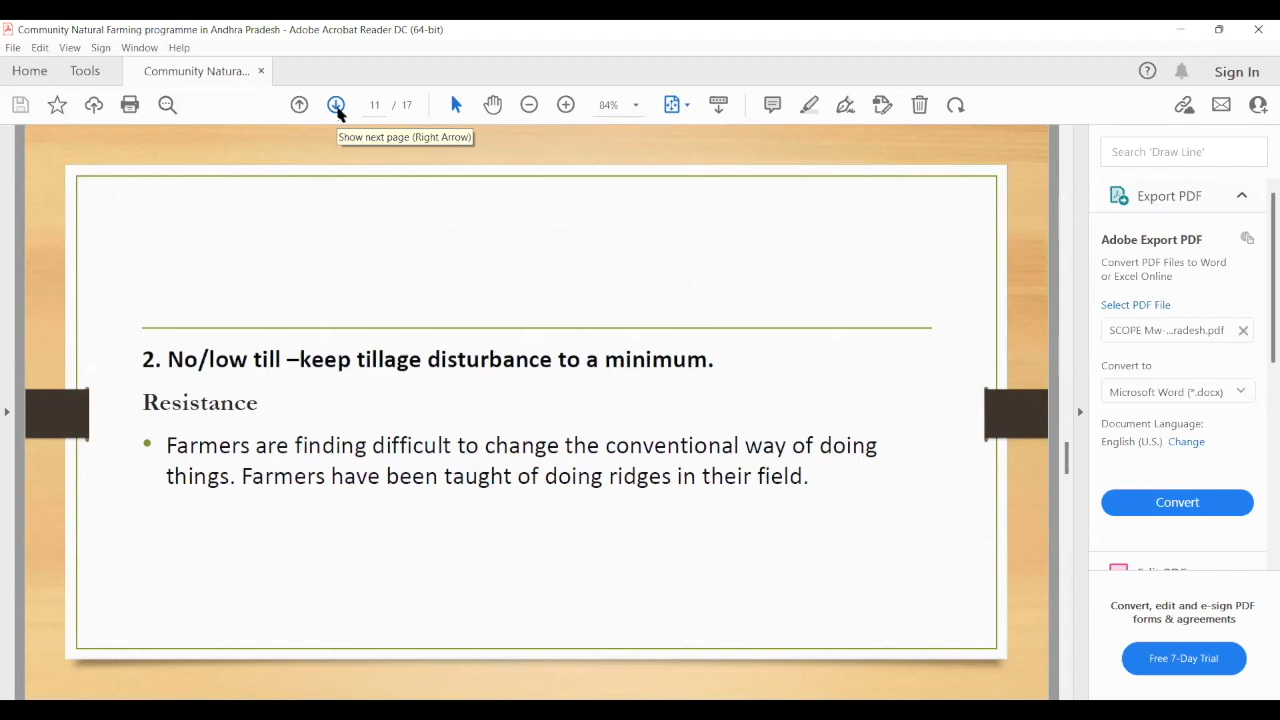 Community Natural Farming programme in Andhra Pradesh - Adobe Acrobat Reader DC (64-bit)
File Edit View Sign Window Help
Home Tools Community Natura... × Sign In
11 / 17 84%
Show next page (Right Arrow)
Search 'Draw Line'
Export PDF
Adobe Export PDF
Convert PDF Files to Word
or Excel Online
Select PDF File
SCOPE Mw-...radesh.pdf
Convert to
Microsoft Word (*.docx)
Document Language:
English (U.S.) Change
Convert
Convert, edit and e-sign PDF
forms & agreements
Free 7-Day Trial
2. No/low till –keep tillage disturbance to a minimum.
Resistance
• Farmers are finding difficult to change the conventional way of doing
things. Farmers have been taught of doing ridges in their field.